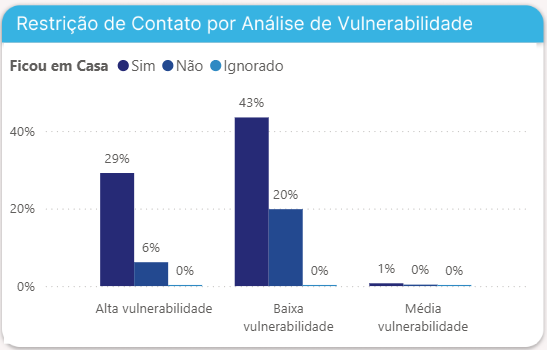 Restrição de Contato por Análise de Vulnerabilidade
Ficou em Casa Sim Não Ignorado
43%
40%
29%
20%
20%
6%
0%
0%
1%
0%
0%
0%
Alta vulnerabilidade
Baixa
vulnerabilidade
Média
vulnerabilidade